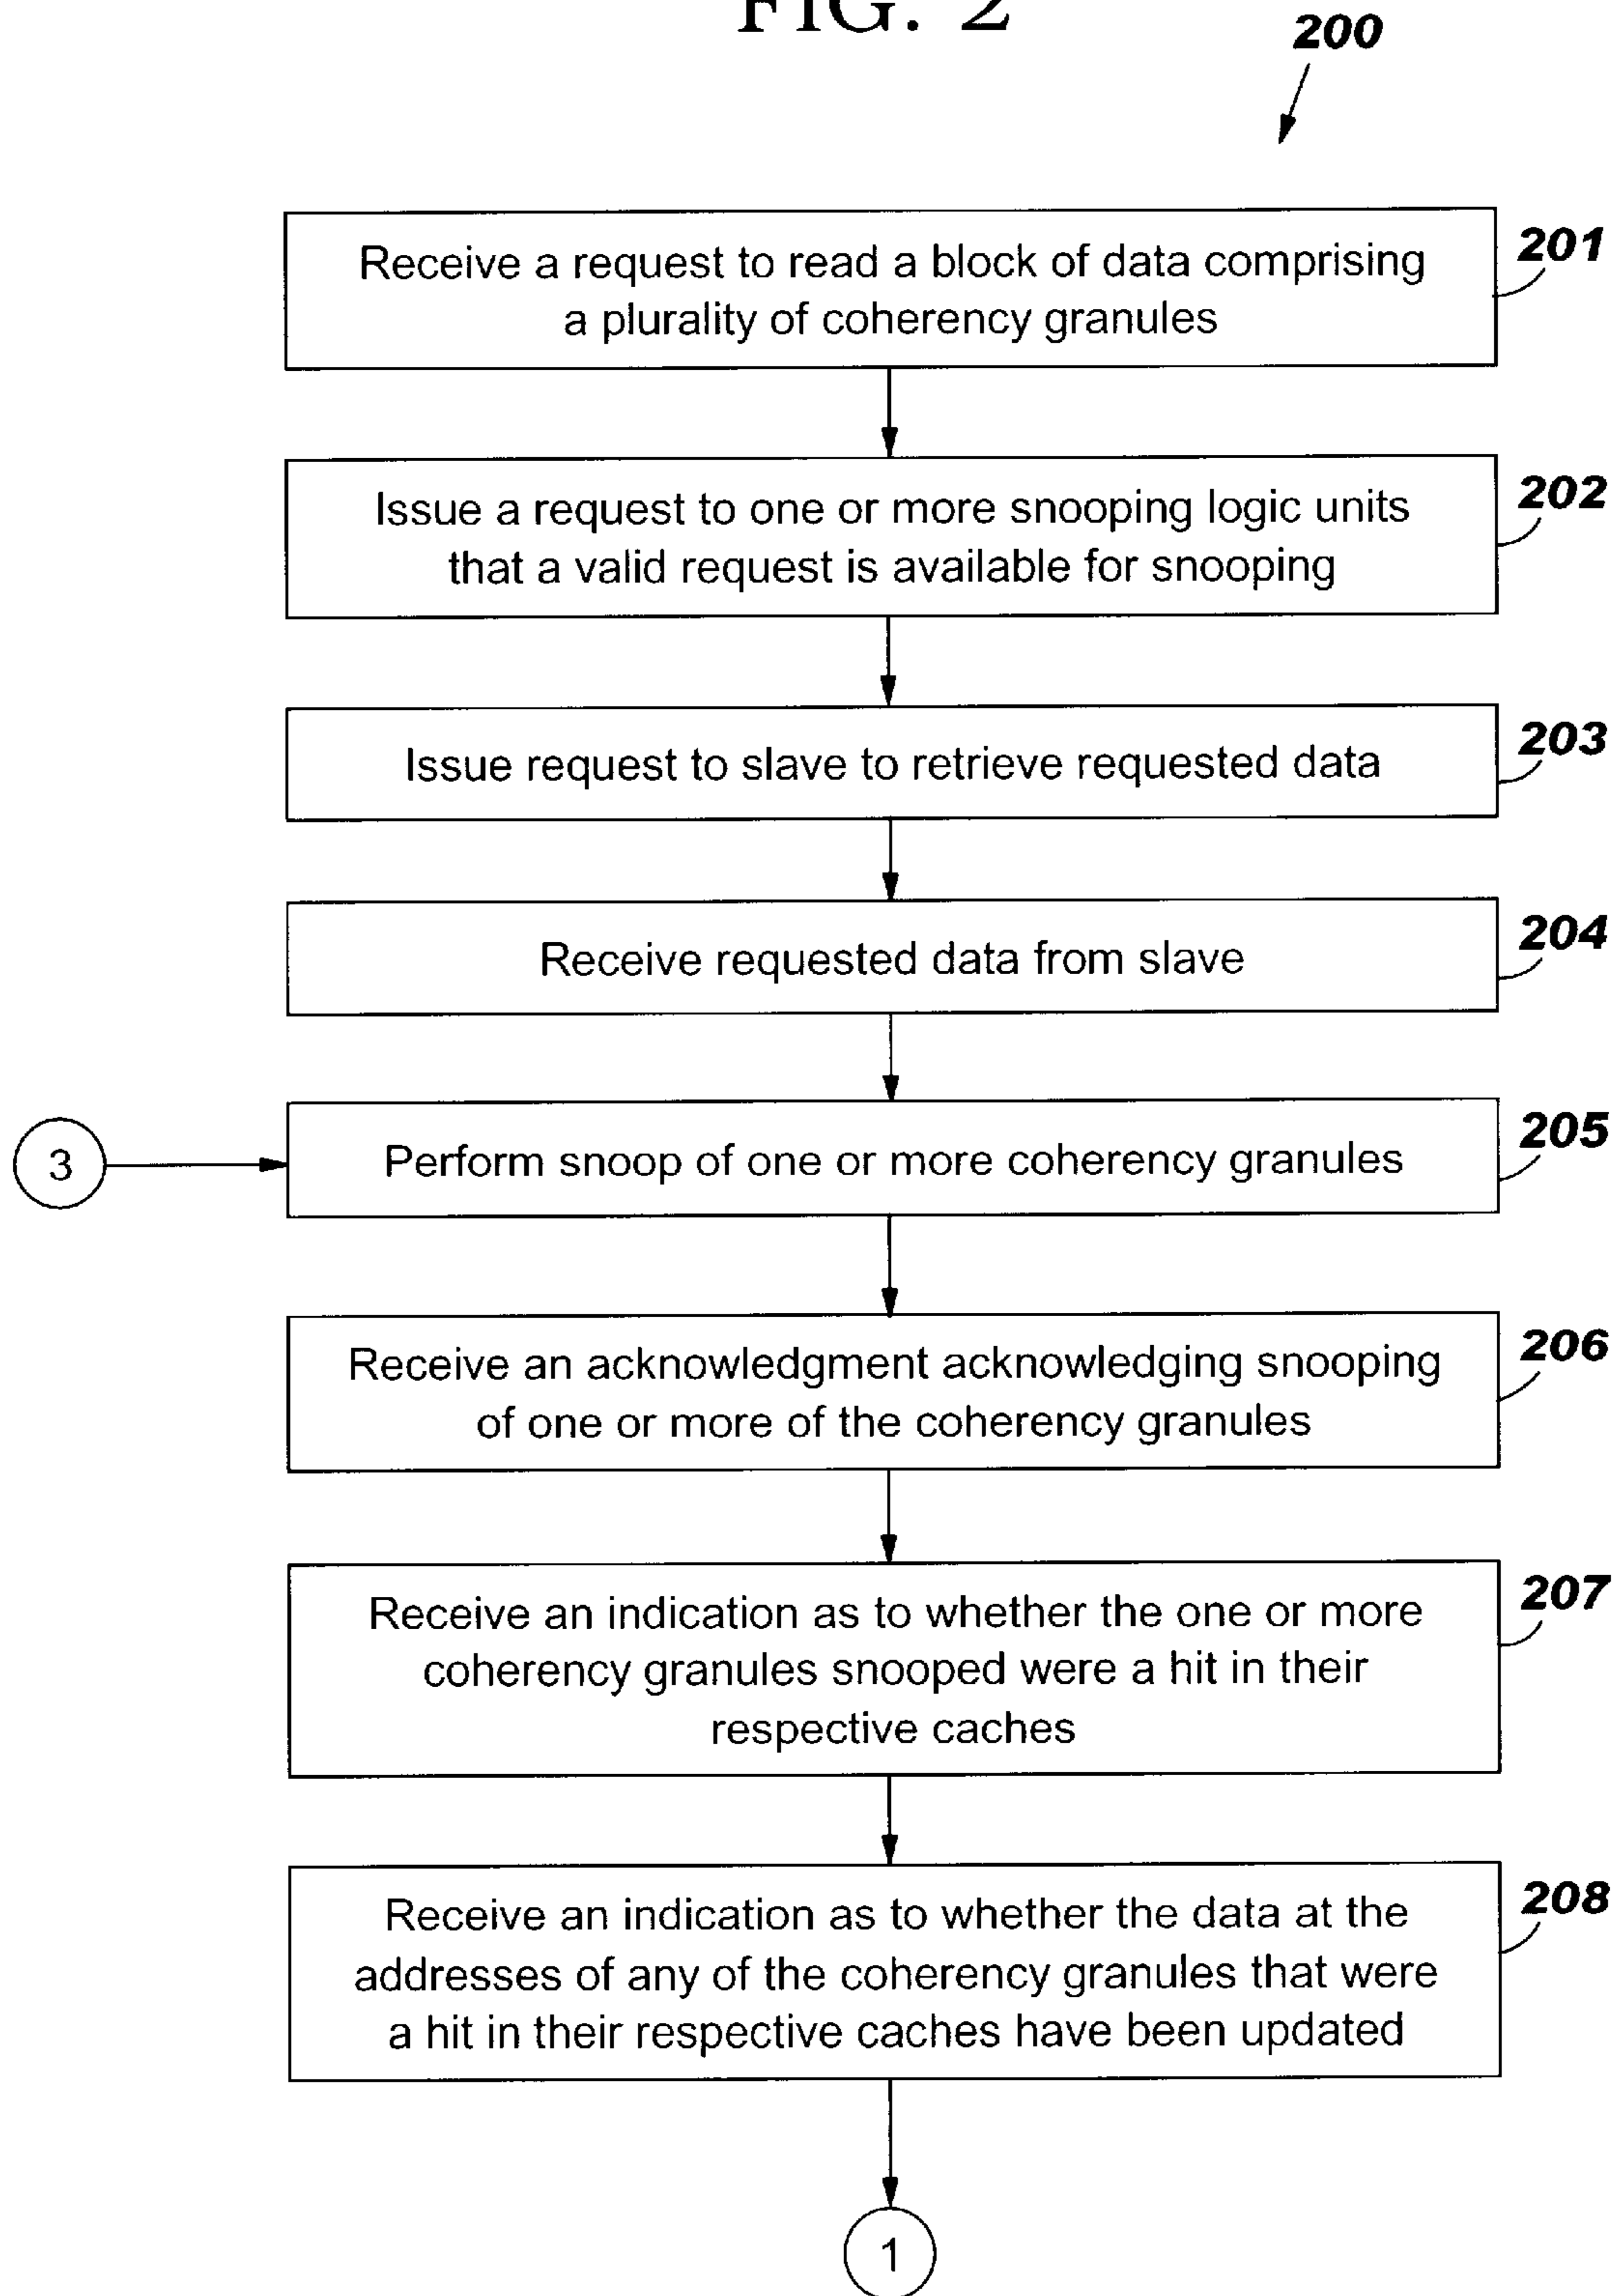 FIG. 2
200
Receive a request to read a block of data comprising
a plurality of coherency granules
201
Issue a request to one or more snooping logic units
that a valid request is available for snooping
202
Issue request to slave to retrieve requested data
203
Receive requested data from slave
204
3
Perform snoop of one or more coherency granules
205
Receive an acknowledgment acknowledging snooping
of one or more of the coherency granules
206
Receive an indication as to whether the one or more
coherency granules snooped were a hit in their
respective caches
207
Receive an indication as to whether the data at the
addresses of any of the coherency granules that were
a hit in their respective caches have been updated
208
1